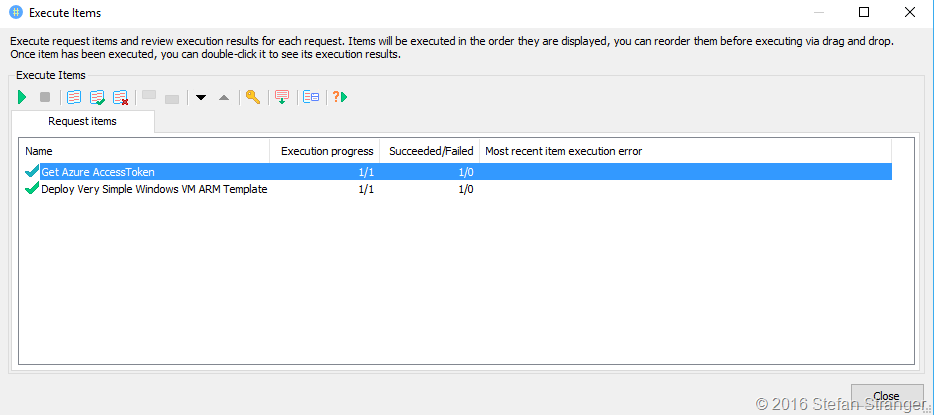 Execute Items
Execute request items and review execution results for each request. Items will be executed in the order they are displayed, you can reorder them before executing via drag and drop.
Once item has been executed, you can double-click it to see its execution results.
Execute Items
Request items
Name Execution progress Succeeded/Failed Most recent item execution error
Get Azure AccessToken 1/1 1/0
Deploy Very Simple Windows VM ARM Template 1/1 1/0
Close
© 2016 Stefan Stranger